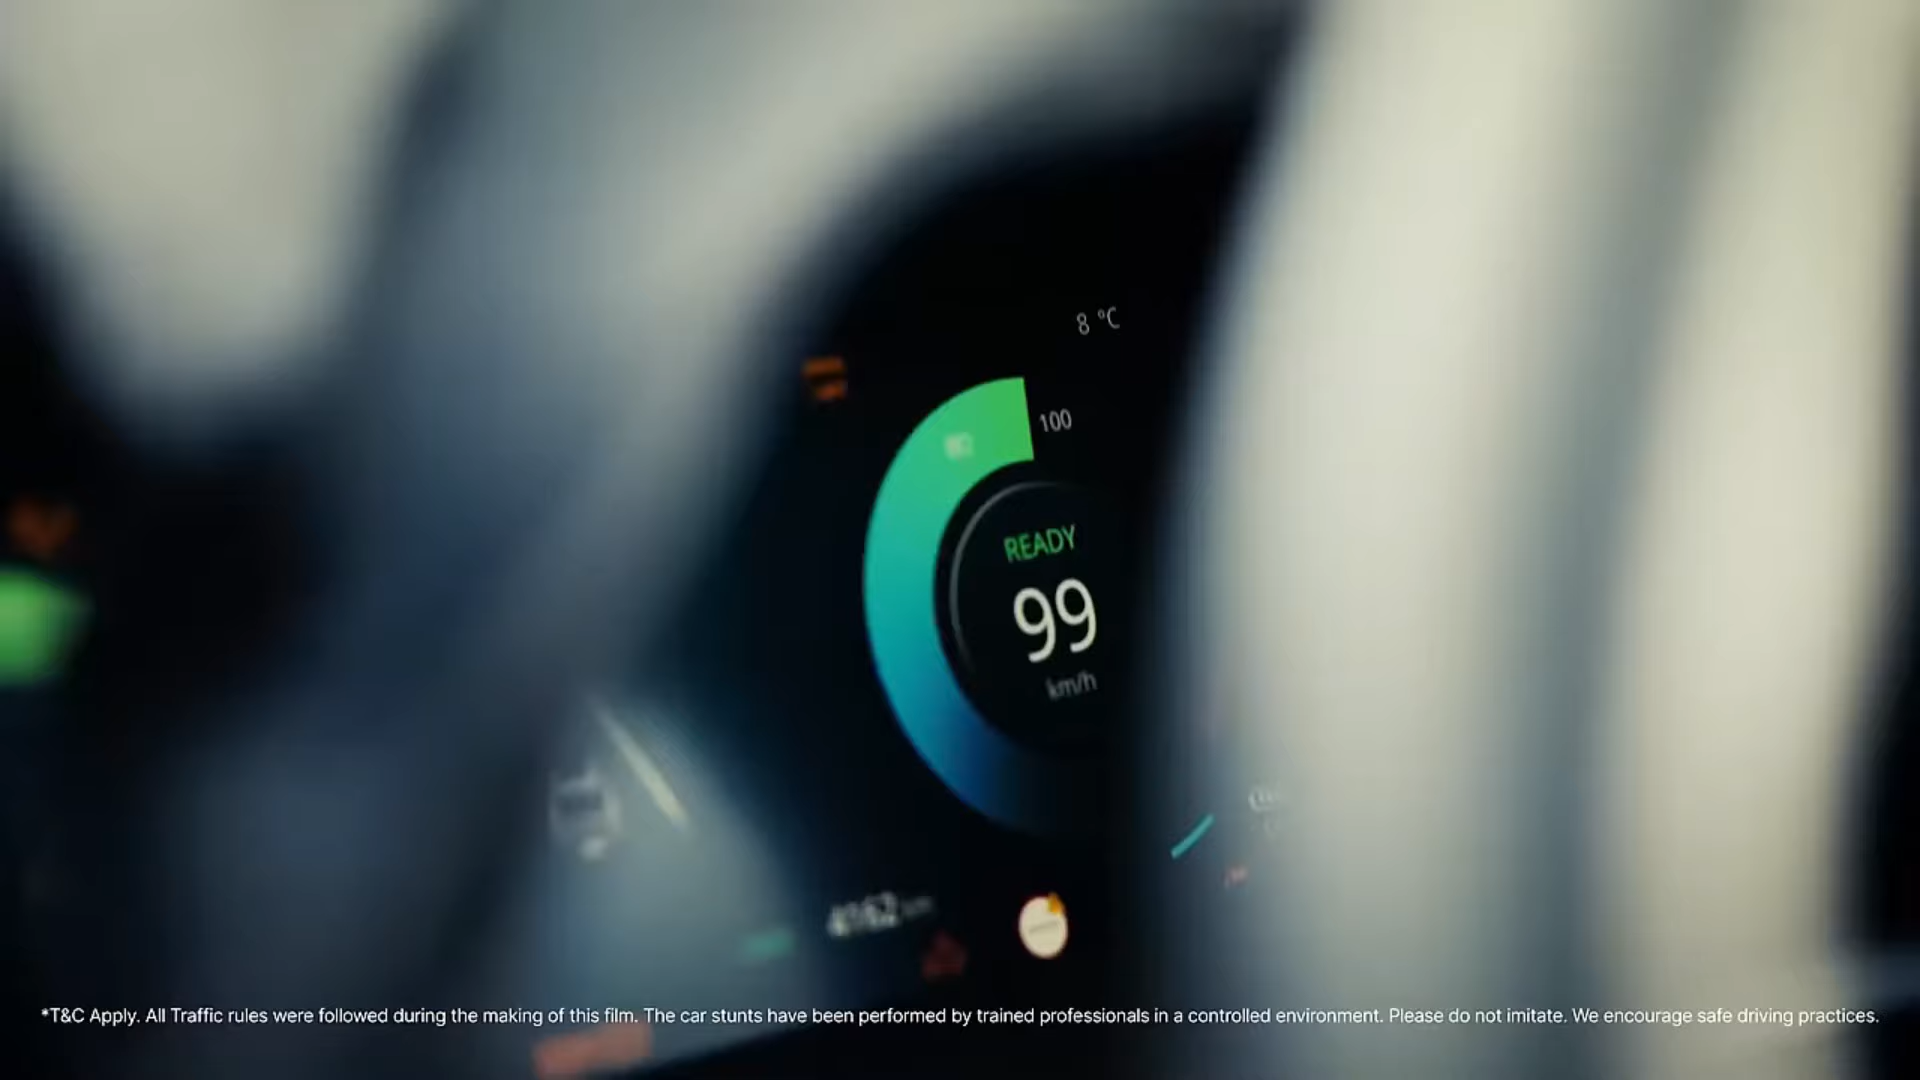 8 °C
100
READY
99
km/h
*T&C Apply. All Traffic rules were followed during the making of this film. The car stunts have been performed by trained professionals in a controlled environment. Please do not imitate. We encourage safe driving practices.